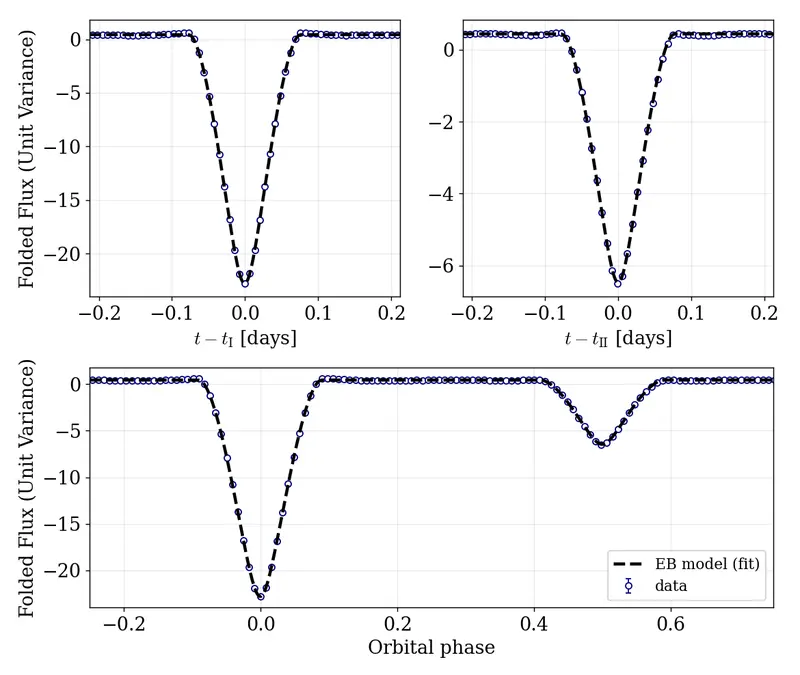 Folded Flux (Unit Variance)
0
−5
−10
−15
−20
−0.2 −0.1 0.0 0.1 0.2
t − tI [days]
0
−2
−4
−6
−0.2 −0.1 0.0 0.1 0.2
t − tII [days]
Folded Flux (Unit Variance)
0
−5
−10
−15
−20
−0.2 0.0 0.2 0.4 0.6
Orbital phase
EB model (fit)
data